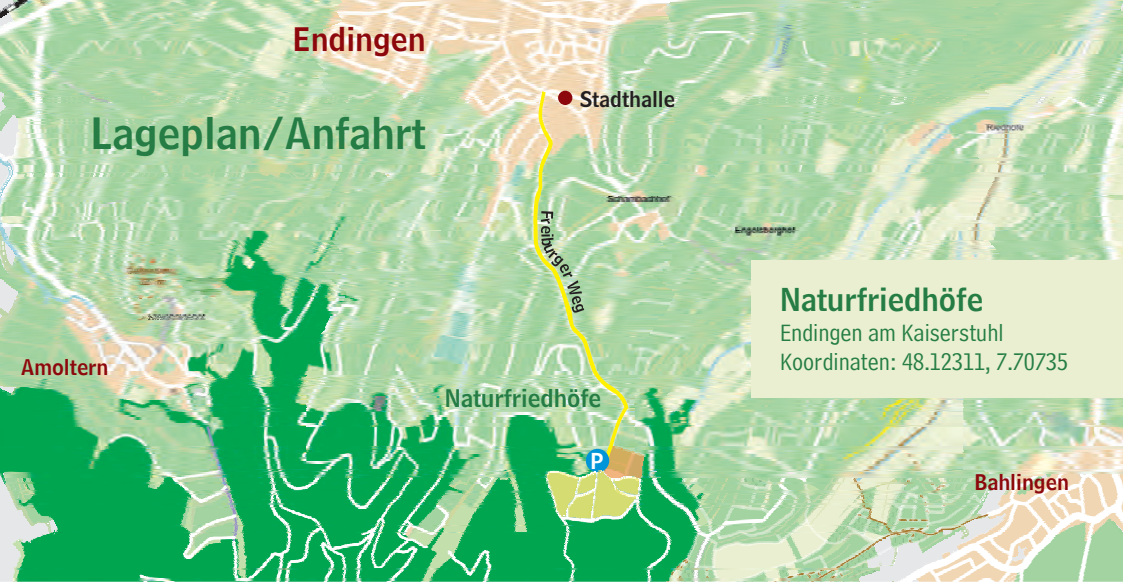 Endingen
Stadthalle
Lageplan/Anfahrt
Freiburger Weg
Naturfriedhöfe
Endingen am Kaiserstuhl
Koordinaten: 48.12311, 7.70735
Amoltern
Naturfriedhöfe
P
Bahlingen